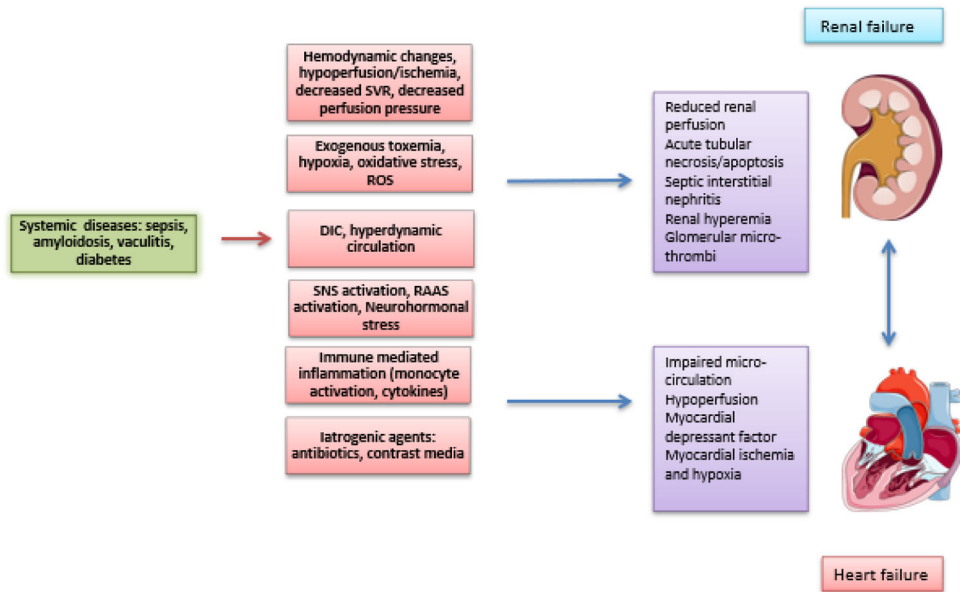 Renal failure
Hemodynamic changes,
hypoperfusion/ischemia,
decreased SVR, decreased
perfusion pressure
Exogenous toxemia,
hypoxia, oxidative stress,
ROS
Systemic diseases: sepsis,
amyloidosis, vaculitis,
diabetes
DIC, hyperdynamic
circulation
SNS activation, RAAS
activation, Neurohormonal
stress
Immune mediated
inflammation (monocyte
activation, cytokines)
Iatrogenic agents:
antibiotics, contrast media
Reduced renal
perfusion
Acute tubular
necrosis/apoptosis
Septic interstitial
nephritis
Renal hyperemia
Glomerular micro-
thrombi
Impaired micro-
circulation
Hypoperfusion
Myocardial
depressant factor
Myocardial ischemia
and hypoxia
Heart failure